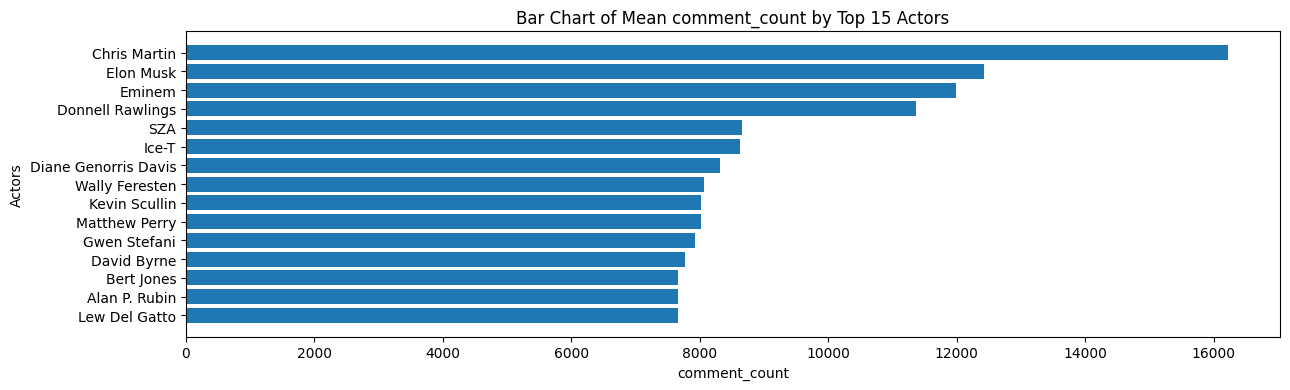 Bar Chart of Mean comment_count by Top 15 Actors
Actors
Chris Martin
Elon Musk
Eminem
Donnell Rawlings
SZA
Ice-T
Diane Genorris Davis
Wally Feresten
Kevin Scullin
Matthew Perry
Gwen Stefani
David Byrne
Bert Jones
Alan P. Rubin
Lew Del Gatto
0 2000 4000 6000 8000 10000 12000 14000 16000
comment_count